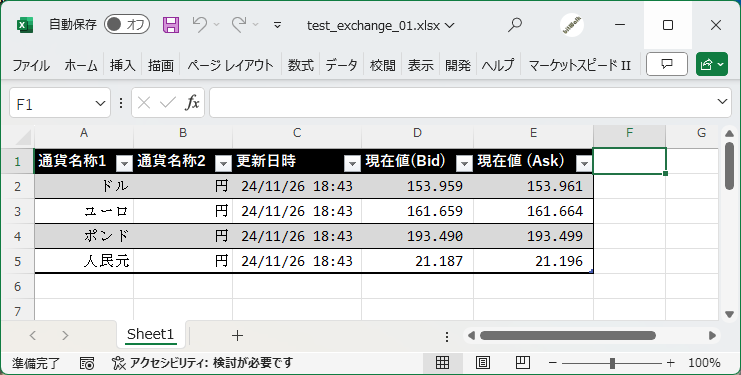 自動保存 オフ test_exchange_01.xlsx
ファイル ホーム 挿入 描画 ページ レイアウト 数式 データ 校閲 開発 表示 ヘルプ マーケットスピード II
F1 fx
A B C D E F G
1 通貨名称1 通貨名称2 更新日時 現在値(Bid) 現在値 (Ask)
2 ドル 円 24/11/26 18:43 153.959 153.961
3 ユーロ 円 24/11/26 18:43 161.659 161.664
4 ポンド 円 24/11/26 18:43 193.490 193.499
5 人民元 円 24/11/26 18:43 21.187 21.196
6
7
Sheet1
準備完了 アクセシビリティ: 検討が必要です 100%